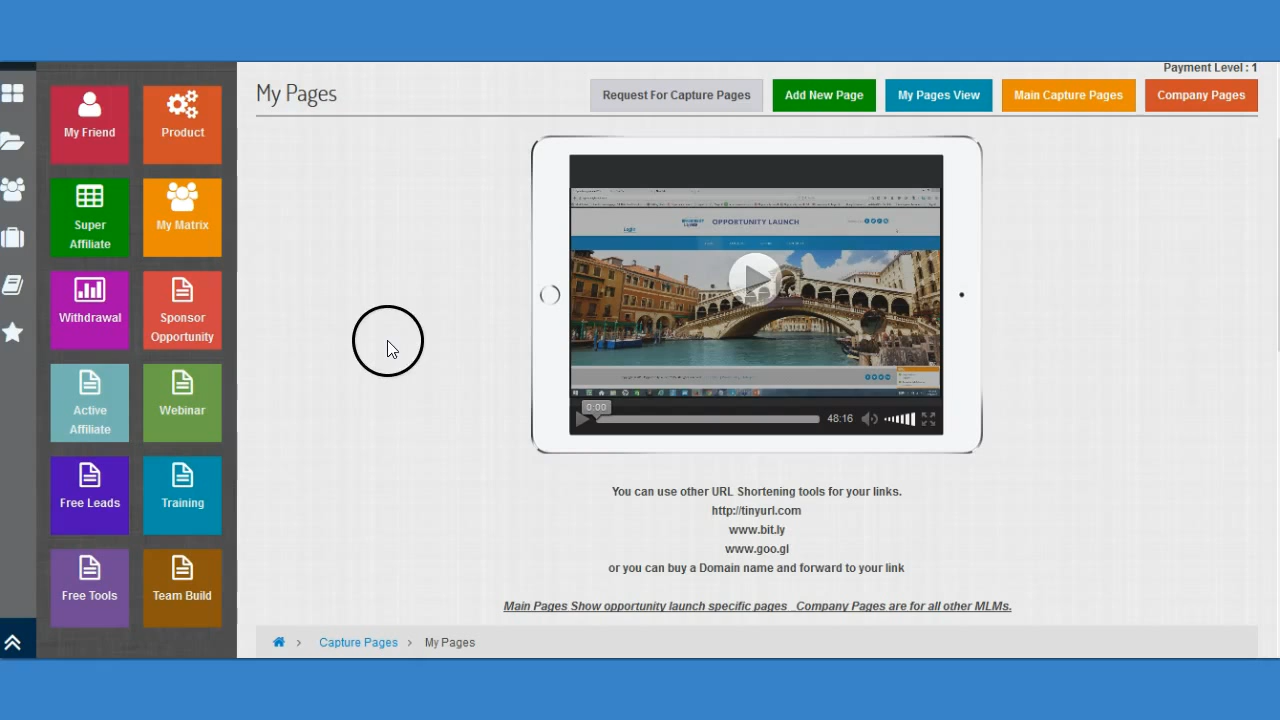 Payment Level : 1
My Pages
Request For Capture Pages
Add New Page
My Pages View
Main Capture Pages
Company Pages
My Friend
Product
Super
Affiliate
My Matrix
Withdrawal
Sponsor
Opportunity
Active
Affiliate
Webinar
Free Leads
Training
Free Tools
Team Build
OPPORTUNITY LAUNCH
Login
0:00
48:16
You can use other URL Shortening tools for your links.
http://tinyurl.com
www.bit.ly
www.goo.gl
or you can buy a Domain name and forward to your link
Main Pages Show opportunity launch specific pages Company Pages are for all other MLMs.
Capture Pages
My Pages